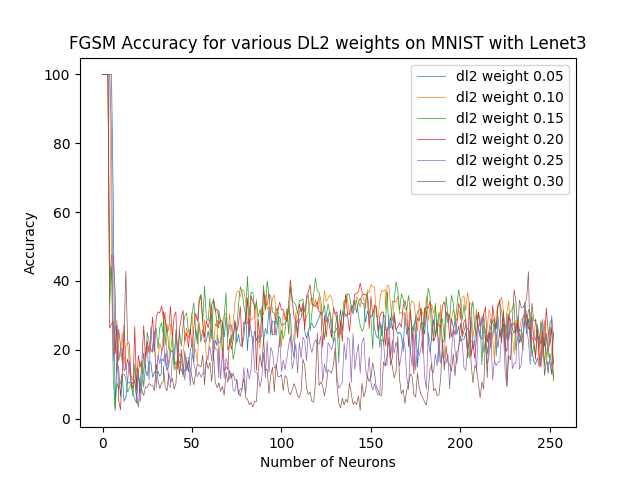 FGSM Accuracy for various DL2 weights on MNIST with Lenet3
100
80
60
40
20
0
Accuracy
dl2 weight 0.05
dl2 weight 0.10
dl2 weight 0.15
dl2 weight 0.20
dl2 weight 0.25
dl2 weight 0.30
0 50 100 150 200 250
Number of Neurons